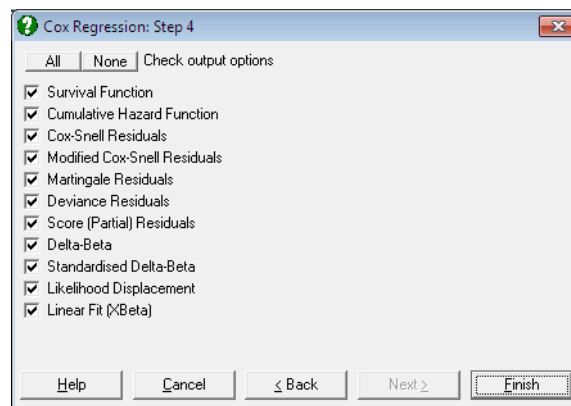 Cox Regression: Step 4
All None Check output options
Survival Function
Cumulative Hazard Function
Cox-Snell Residuals
Modified Cox-Snell Residuals
Martingale Residuals
Deviance Residuals
Score (Partial) Residuals
Delta-Beta
Standardised Delta-Beta
Likelihood Displacement
Linear Fit (XBeta)
Help Cancel < Back Next > Finish